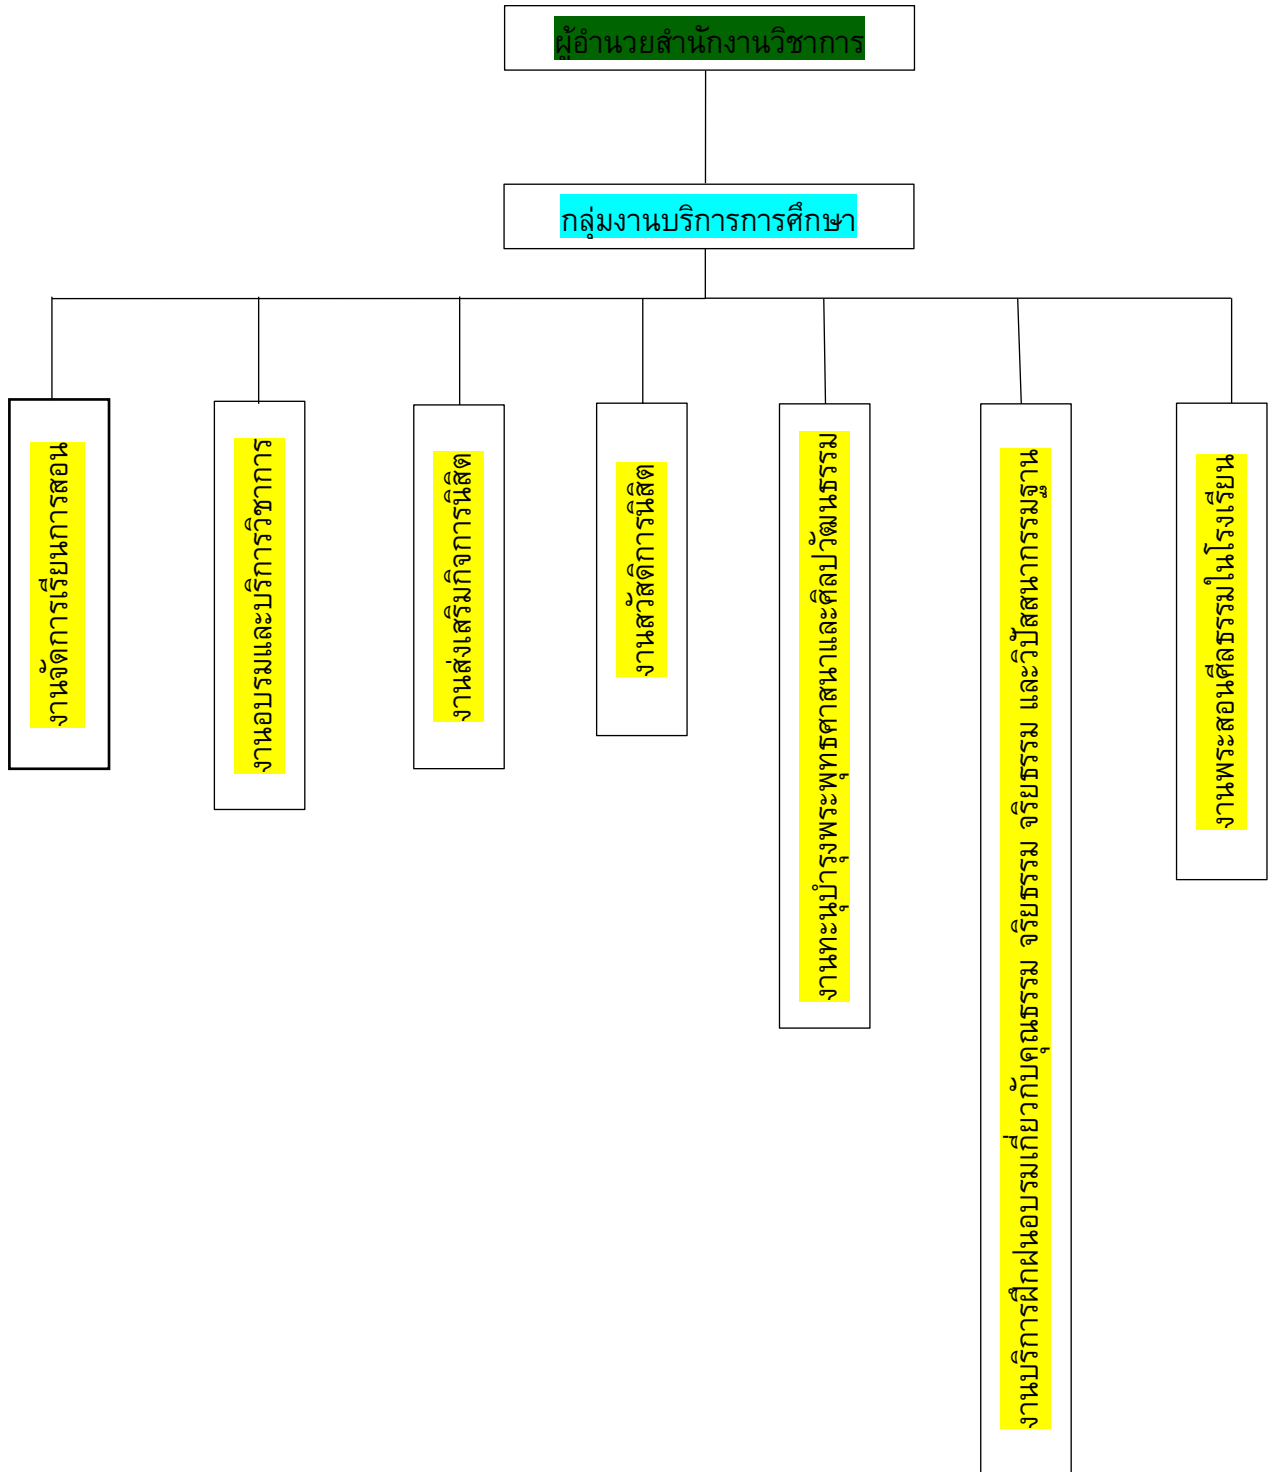 ผู้อำนวยสำนักงานวิชาการ
กลุ่มงานบริการการศึกษา
งานจัดการเรียนการสอน
งานอบรมและบริการวิชาการ
งานส่งเสริมกิจการนิสิต
งานสวัสดิการนิสิต
งานทะนุบำรุงพระพุทธศาสนาและศิลปวัฒนธรรม
งานบริการฝึกฝนอบรมเกี่ยวกับคุณธรรม จริยธรรม จริยธรรม และวิปัสสนากรรมฐาน
งานพระสอนศีลธรรมในโรงเรียน